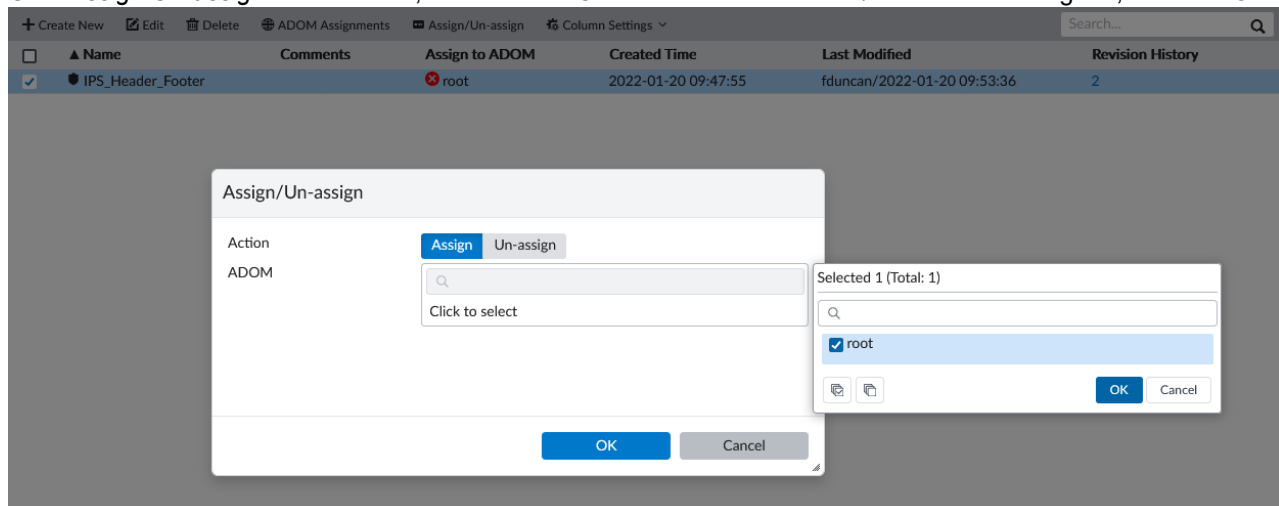 Create New Edit Delete ADOM Assignments Assign/Un-assign Column Settings Search...
Name Comments Assign to ADOM Created Time Last Modified Revision History
IPS_Header_Footer root 2022-01-20 09:47:55 fduncan/2022-01-20 09:53:36 2
Assign/Un-assign
Action Assign Un-assign
ADOM
Click to select
Selected 1 (Total: 1)
root
OK Cancel
OK Cancel